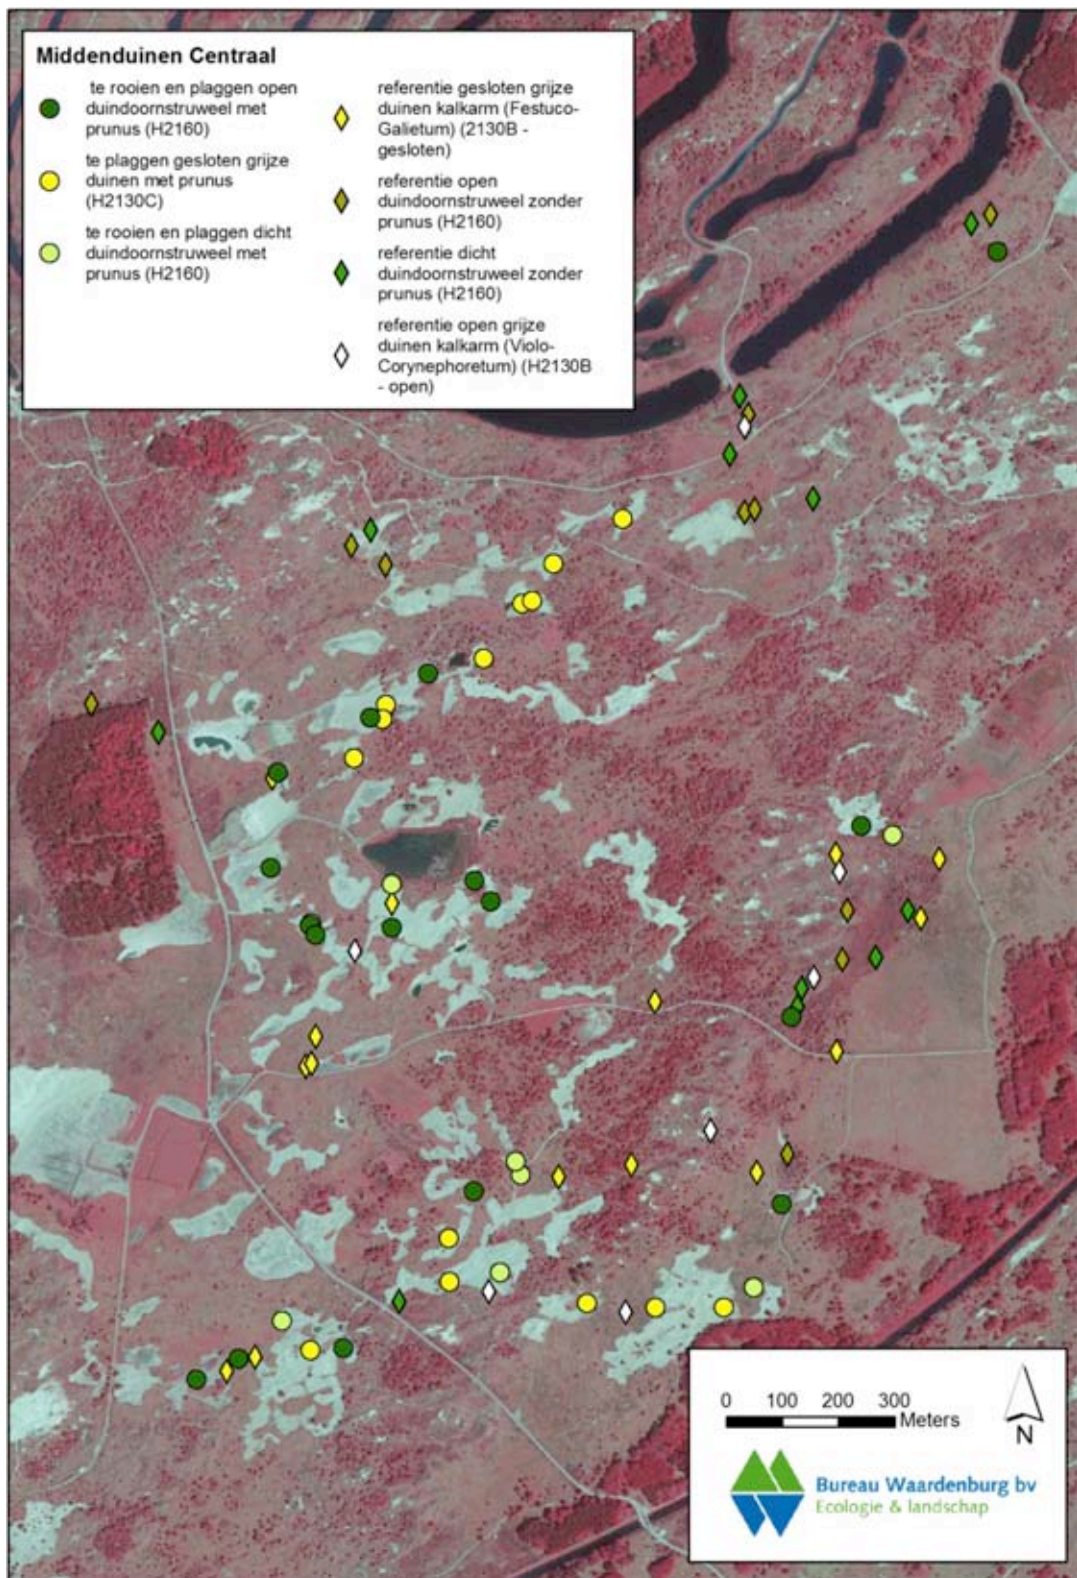 Middenduinen Centraal
te rooien en plaggen open
duindoornstruweel met
prunus (H2160)
te plaggen gesloten grijze
duinen met prunus
(H2130C)
te rooien en plaggen dicht
duindoornstruweel met
prunus (H2160)
referentie gesloten grijze
duinen kalkarm (Festuco-
Galietum) (2130B -
gesloten)
referentie open
duindoornstruweel zonder
prunus (H2160)
referentie dicht
duindoornstruweel zonder
prunus (H2160)
referentie open grijze
duinen kalkarm (Violo-
Corynephoretum) (H2130B
- open)
0 100 200 300
Meters
N
Bureau Waardenburg bv
Ecologie & landschap